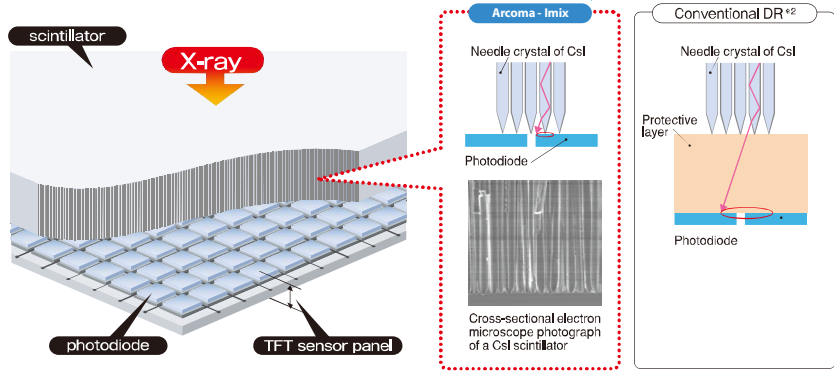 scintillator
X-ray
photodiode
TFT sensor panel
Arcoma - Imix
Needle crystal of CsI
Photodiode
Cross-sectional electron
microscope photograph
of a CsI scintillator
Conventional DR*2
Needle crystal of CsI
Protective
layer
Photodiode